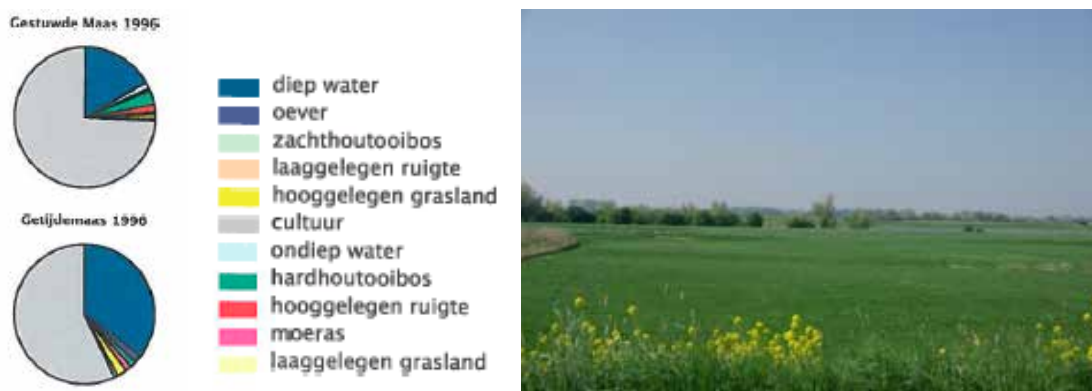 Gestuwde Maas 1996
diep water
oever
zachthoutooibos
laaggelegen ruigte
hooggelegen grasland
cultuur
ondiep water
hardhoutooibos
hooggelegen ruigte
moeras
laaggelegen grasland
Getijdemaas 1996